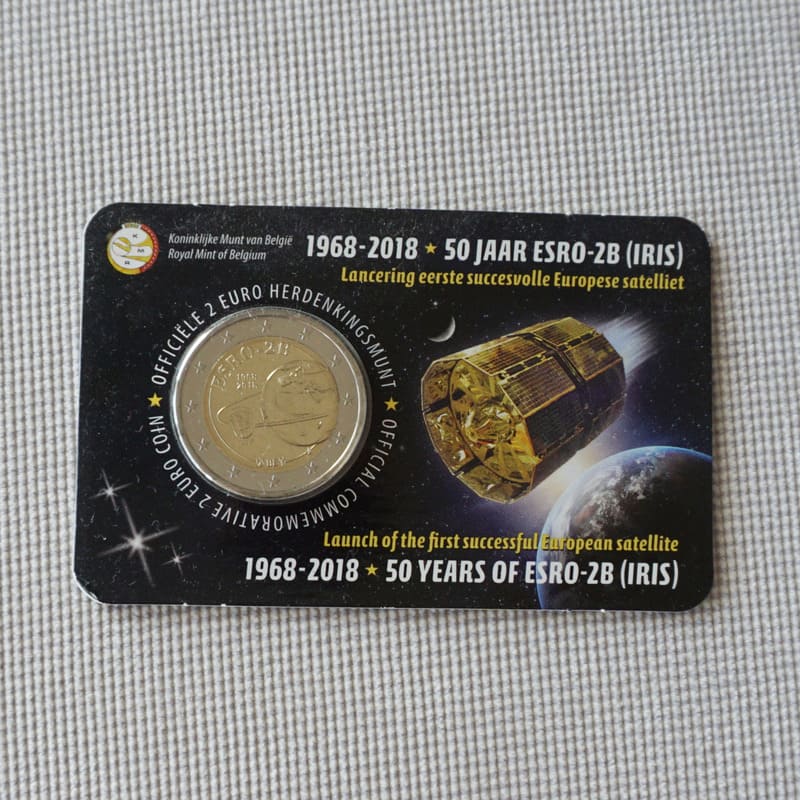 Koninklijke Munt van België
Royal Mint of Belgium
1968-2018 ★ 50 JAAR ESRO-2B (IRIS)
Lancering eerste succesvolle Europese satelliet
OFFICIËLE 2 EURO HERDENKINGSMUNT
★ OFFICIAL COMMEMORATIVE 2 EURO COIN ★
ESRO-2B
1968
2018
Launch of the first successful European satellite
1968-2018 ★ 50 YEARS OF ESRO-2B (IRIS)